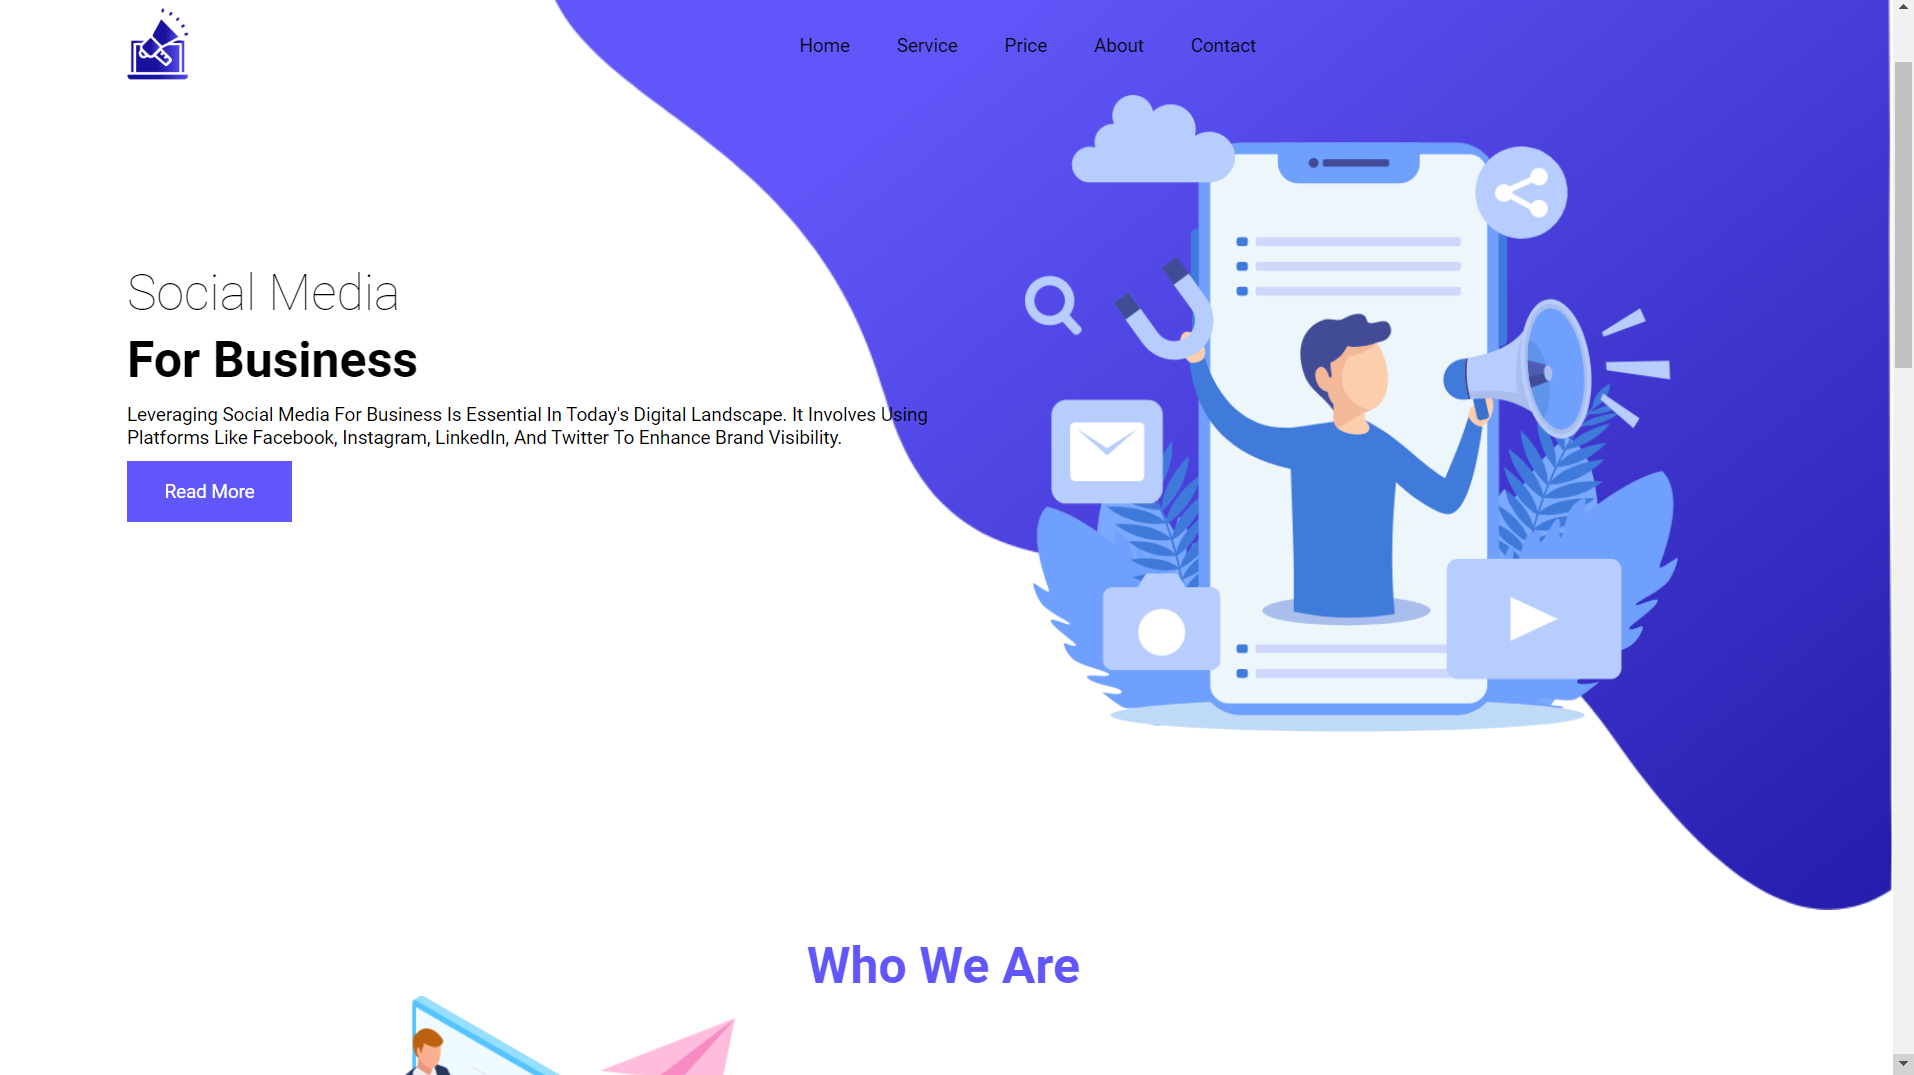 Home Service Price About Contact
Social Media
For Business
Leveraging Social Media For Business Is Essential In Today's Digital Landscape. It Involves Using
Platforms Like Facebook, Instagram, LinkedIn, And Twitter To Enhance Brand Visibility.
Read More
Who We Are